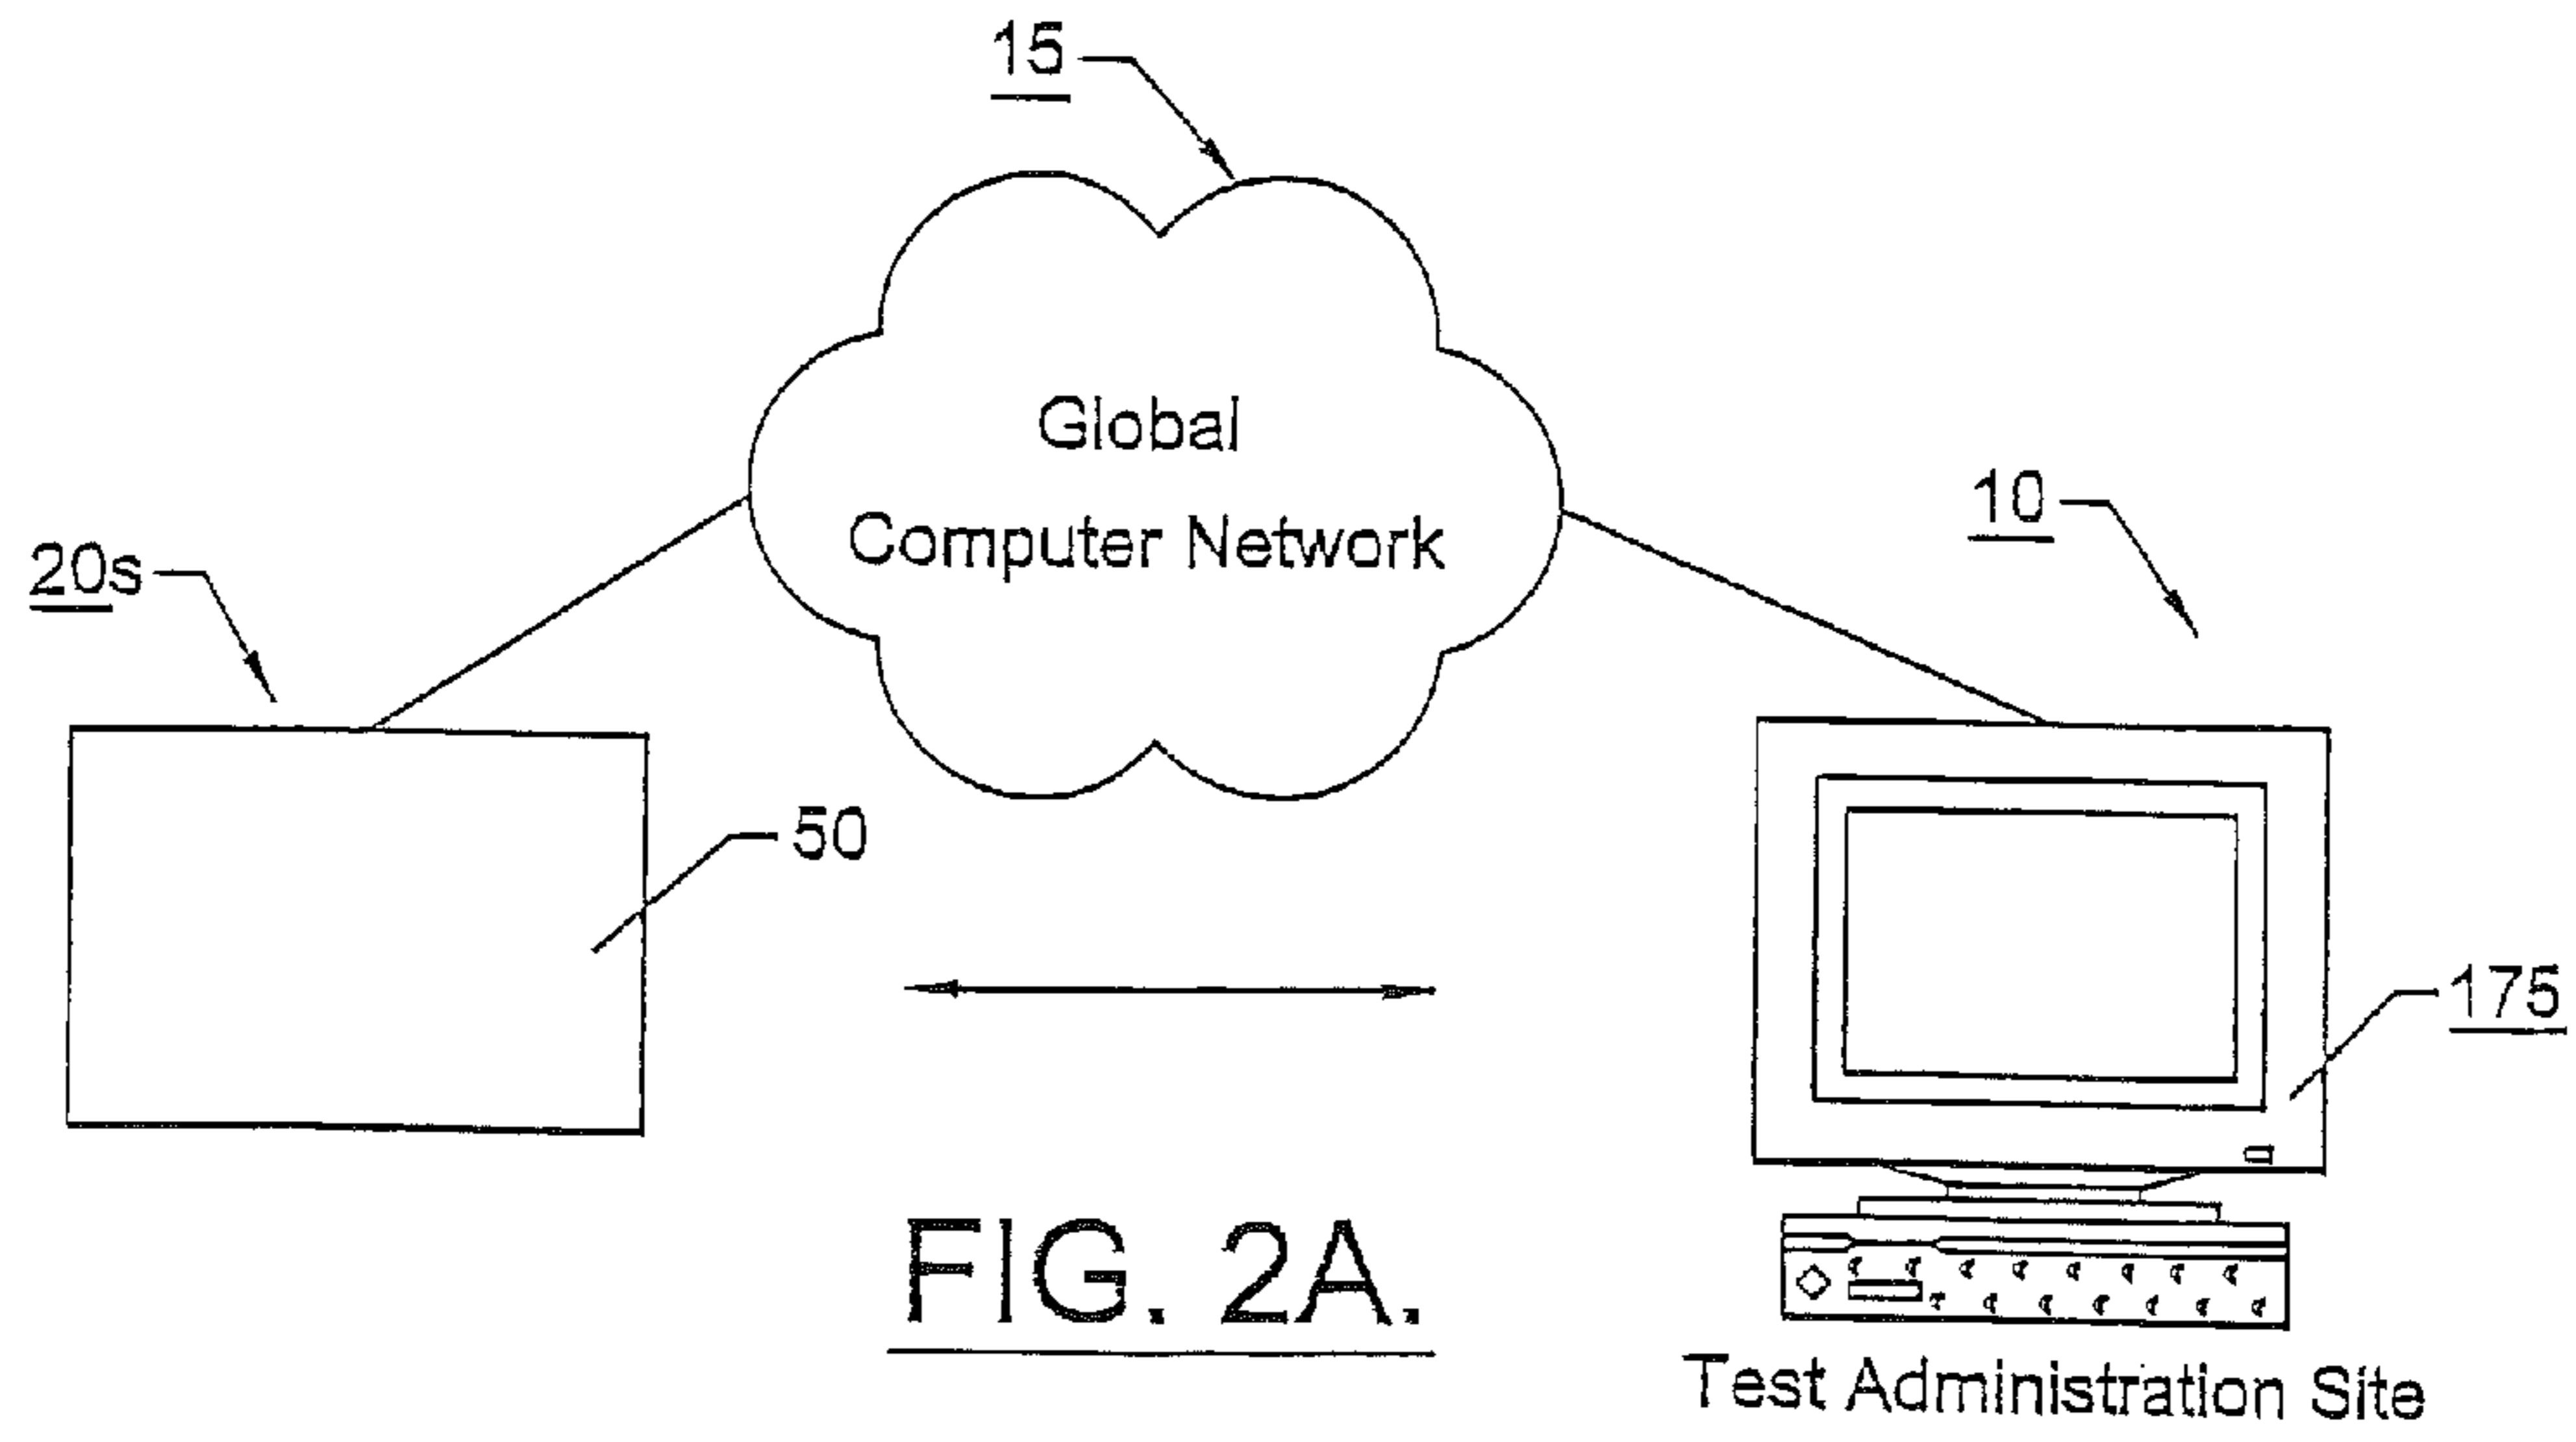 15
Global
Computer Network
10
20s
50
175
FIG. 2A.
Test Administration Site